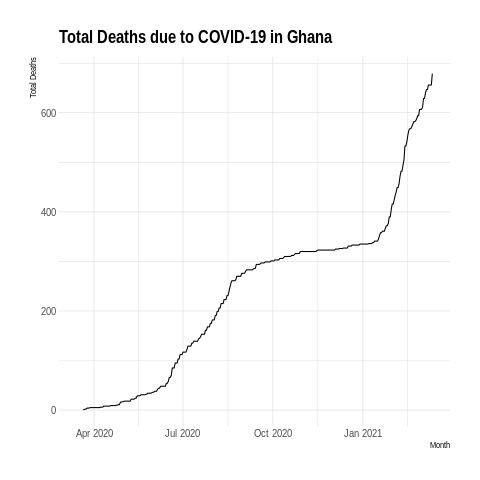 Total Deaths due to COVID-19 in Ghana
Total Deaths
600
400
200
0
Apr 2020 Jul 2020 Oct 2020 Jan 2021
Month